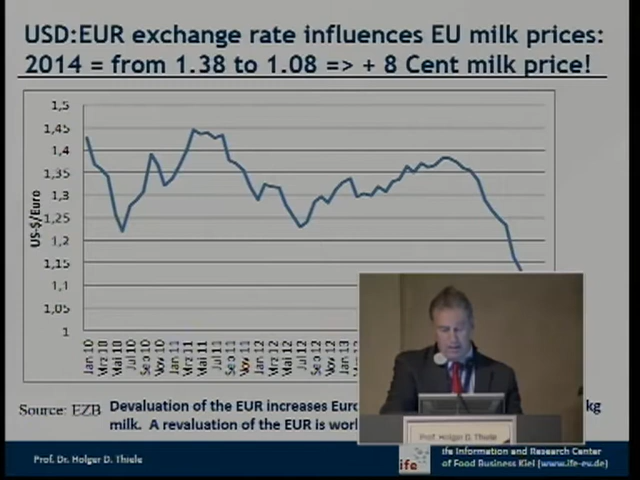 USD:EUR exchange rate influences EU milk prices:
2014 = from 1.38 to 1.08 => + 8 Cent milk price!
1,5
1,45
1,4
1,35
1,3
1,25
1,2
1,15
1,1
1,05
1
US-$/Euro
Jan 10
Mrz 10
Mai 10
Jul 10
Sep 10
Nov 10
Jan 11
Mrz 11
Mai 11
Jul 11
Sep 11
Nov 11
Jan 12
Mrz 12
Mai 12
Jul 12
Sep 12
Nov 12
Jan 13
Source: EZB
Devaluation of the EUR increases Euro
kg
milk. A revaluation of the EUR is worl
Prof. Holger D. Thiele
Prof. Dr. Holger D. Thiele
ife
ife Information and Research Center
of Food Business Kiel (www.ife-ev.de)